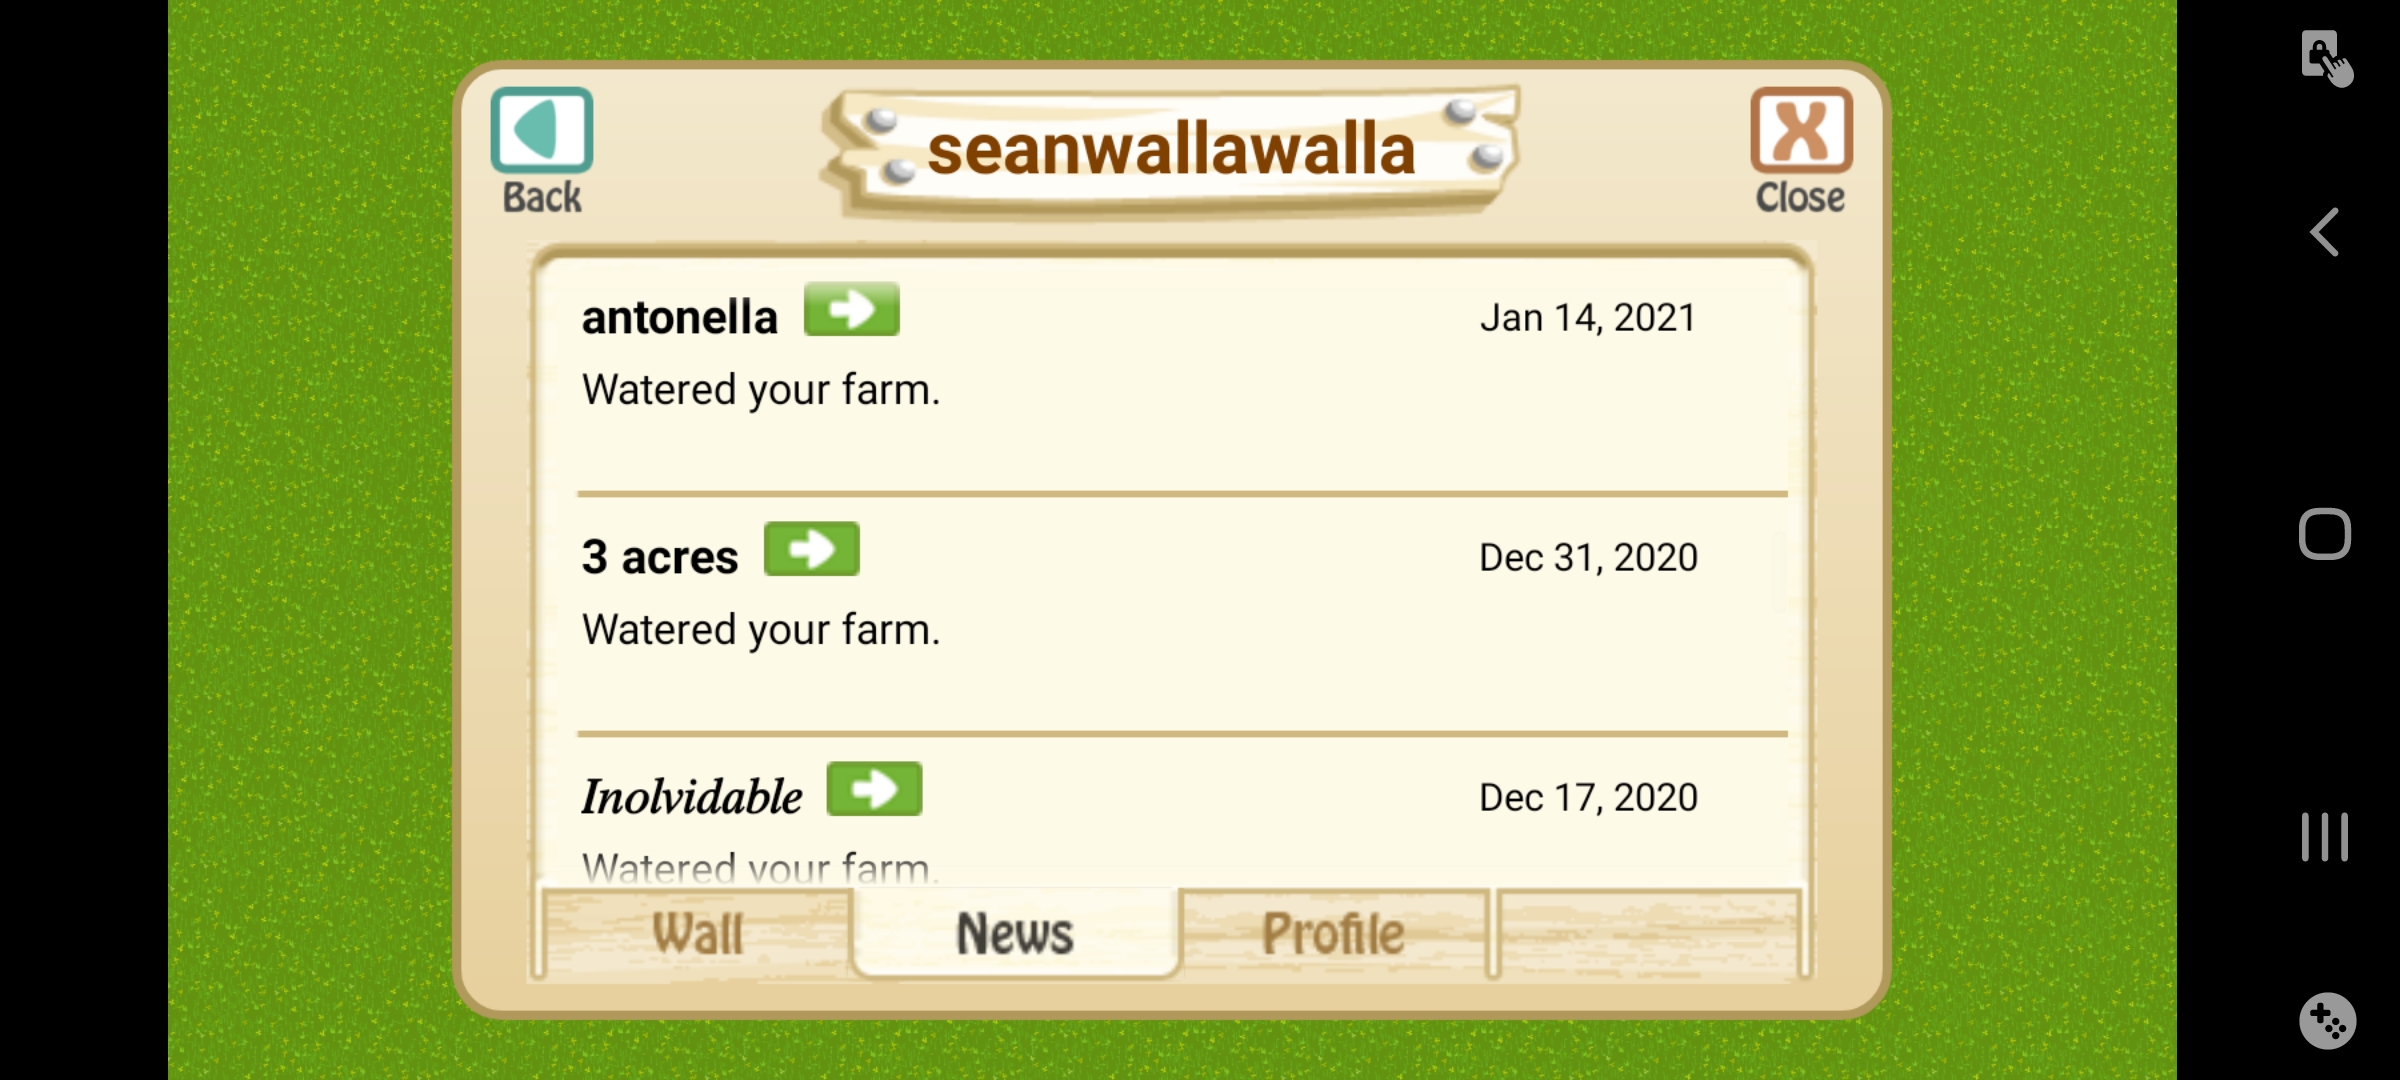 seanwallawalla
Back
Close
antonella
Jan 14, 2021
Watered your farm.
3 acres
Dec 31, 2020
Watered your farm.
Inolvidable
Dec 17, 2020
Watered your farm.
Wall
News
Profile